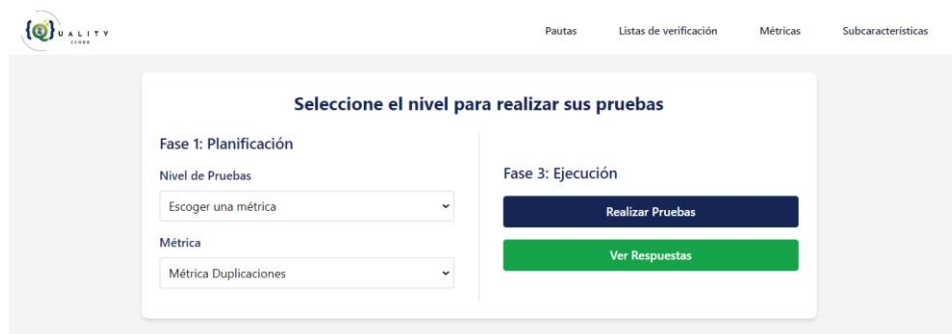 {Q}UALITY
Pautas
Listas de verificación
Métricas
Subcaracterísticas
Seleccione el nivel para realizar sus pruebas
Fase 1: Planificación
Nivel de Pruebas
Escoger una métrica
Métrica
Métrica Duplicaciones
Fase 3: Ejecución
Realizar Pruebas
Ver Respuestas